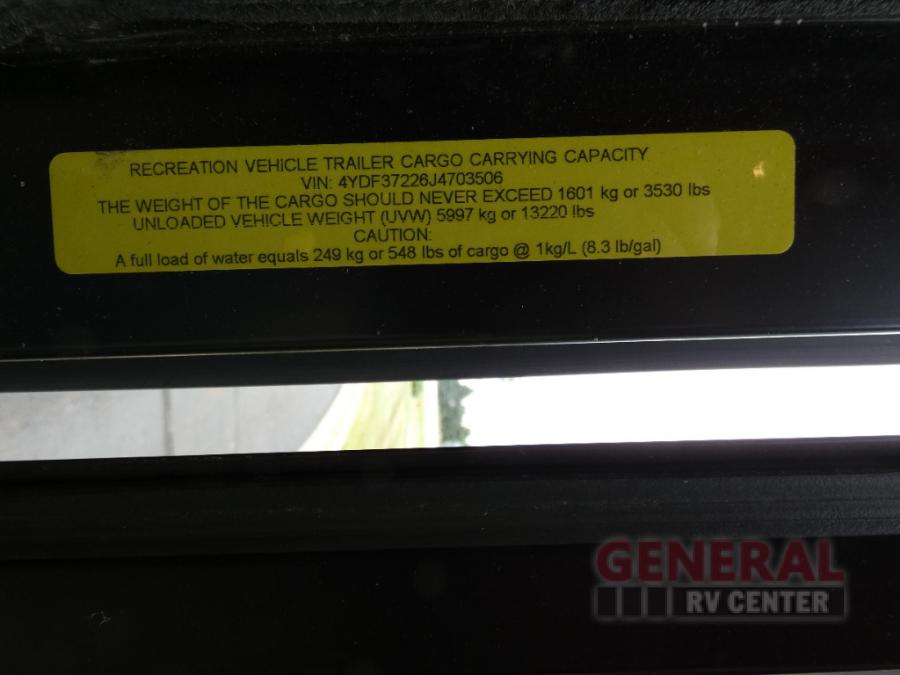 RECREATION VEHICLE TRAILER CARGO CARRYING CAPACITY
VIN: 4YDF37226J4703506
THE WEIGHT OF THE CARGO SHOULD NEVER EXCEED 1601 kg or 3530 lbs
UNLOADED VEHICLE WEIGHT (UVW) 5997 kg or 13220 lbs
CAUTION:
A full load of water equals 249 kg or 548 lbs of cargo @ 1kg/L (8.3 lb/gal)
GENERAL
RV CENTER